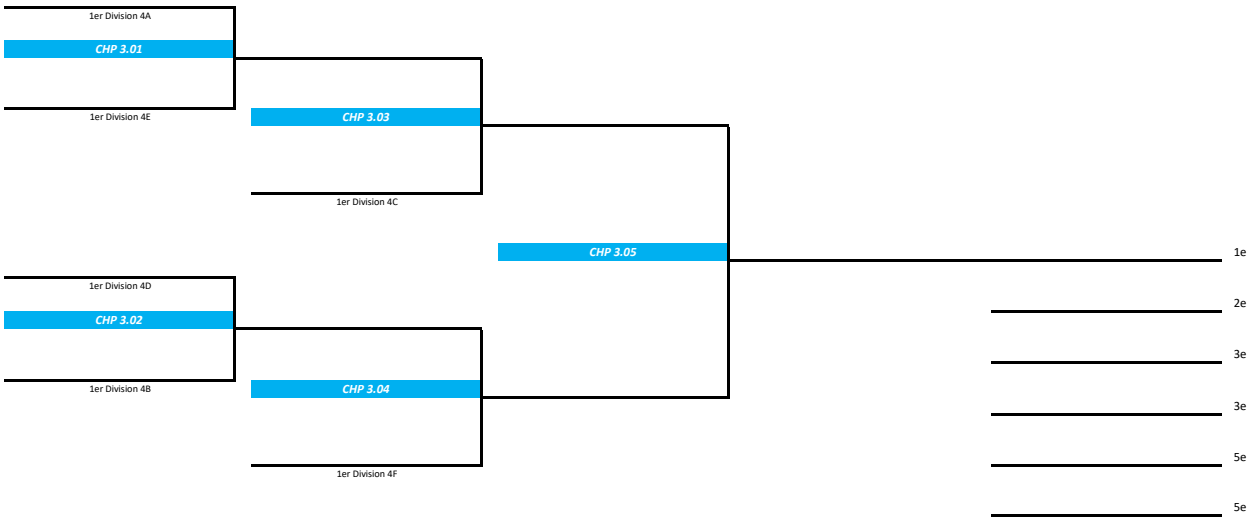 1er Division 4A
CHP 3.01
1er Division 4E
CHP 3.03
1er Division 4C
CHP 3.05
1e
1er Division 4D
2e
CHP 3.02
3e
1er Division 4B
CHP 3.04
3e
1er Division 4F
5e
5e